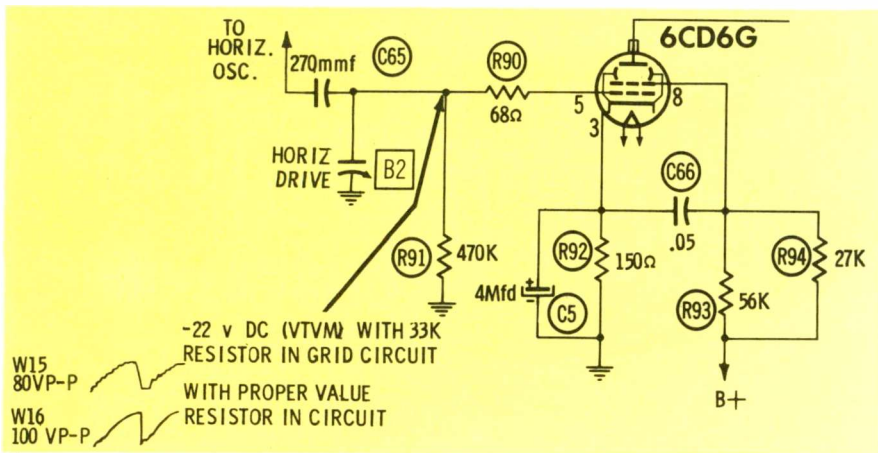 TO
HORIZ.
OSC.
270mmf
C65
R90
68Ω
6CD6G
5
8
3
HORIZ
DRIVE
B2
C66
.05
R91
470K
R92
150Ω
4Mfd
+
-
C5
R94
27K
R93
56K
B+
-22 v DC (VTVM) WITH 33K
RESISTOR IN GRID CIRCUIT
W15
80VP-P
WITH PROPER VALUE
RESISTOR IN CIRCUIT
W16
100 VP-P